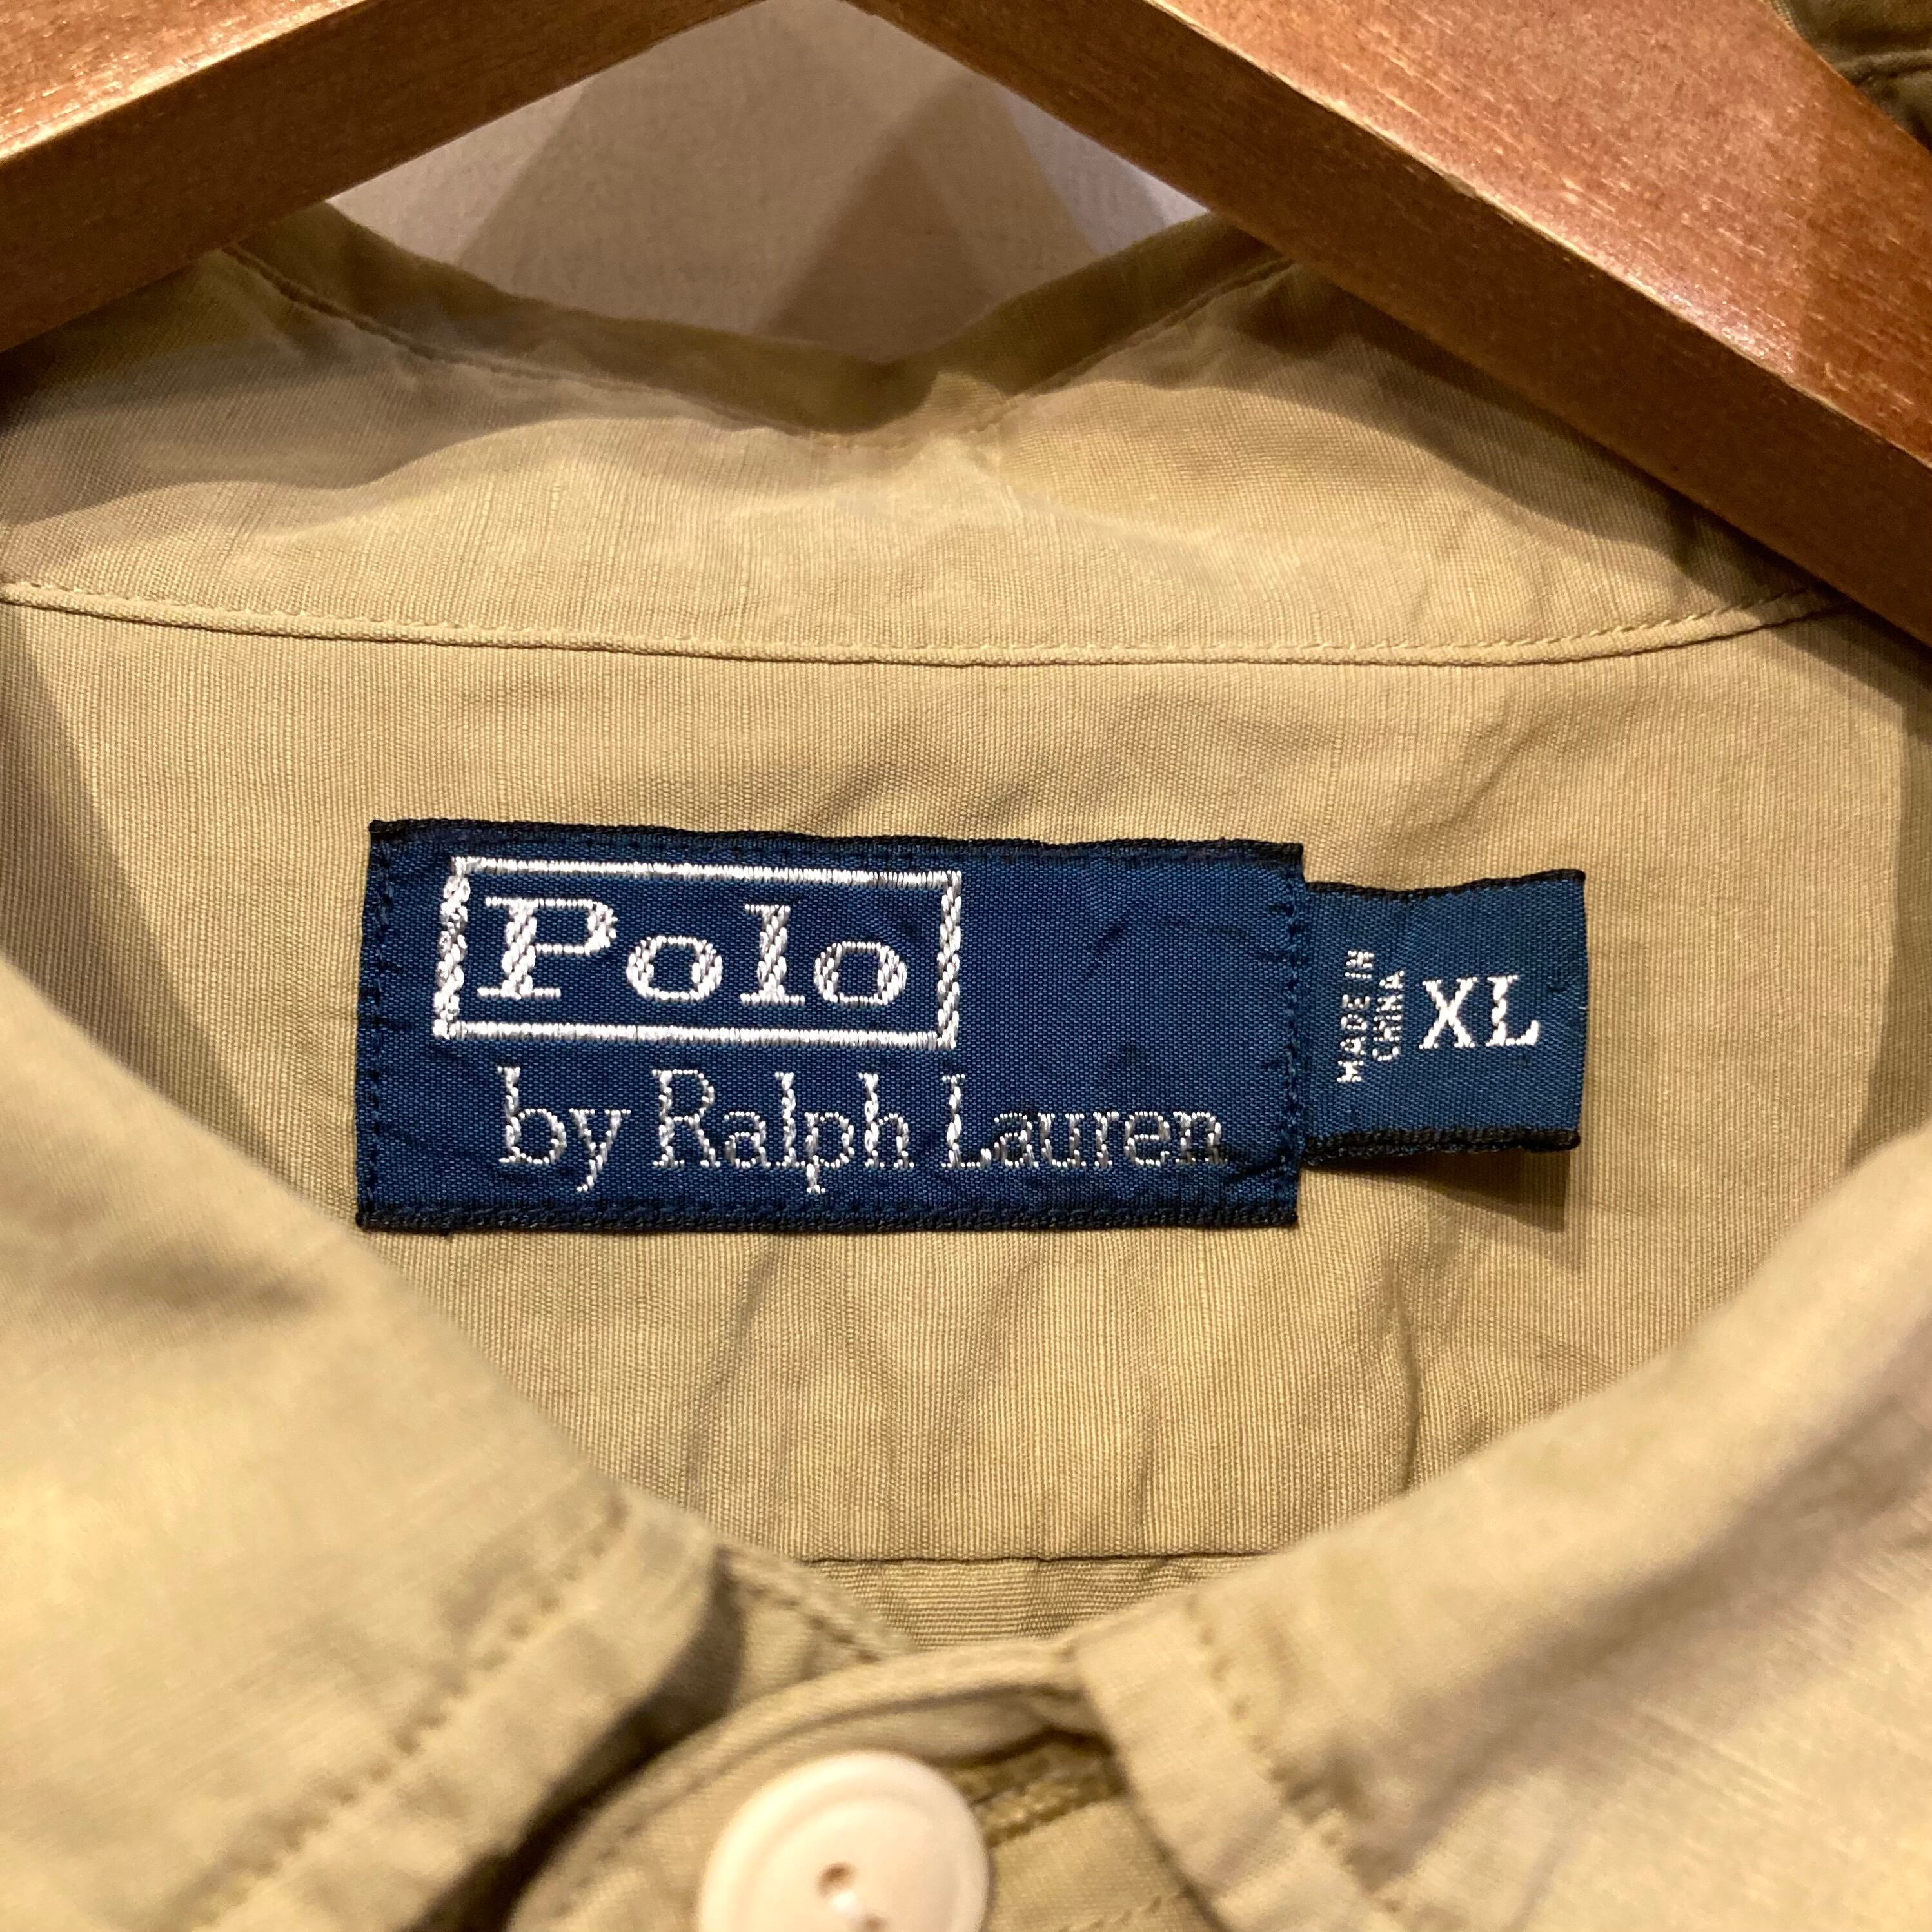 Polo
by Ralph Lauren
MADE IN
CHINA
XL